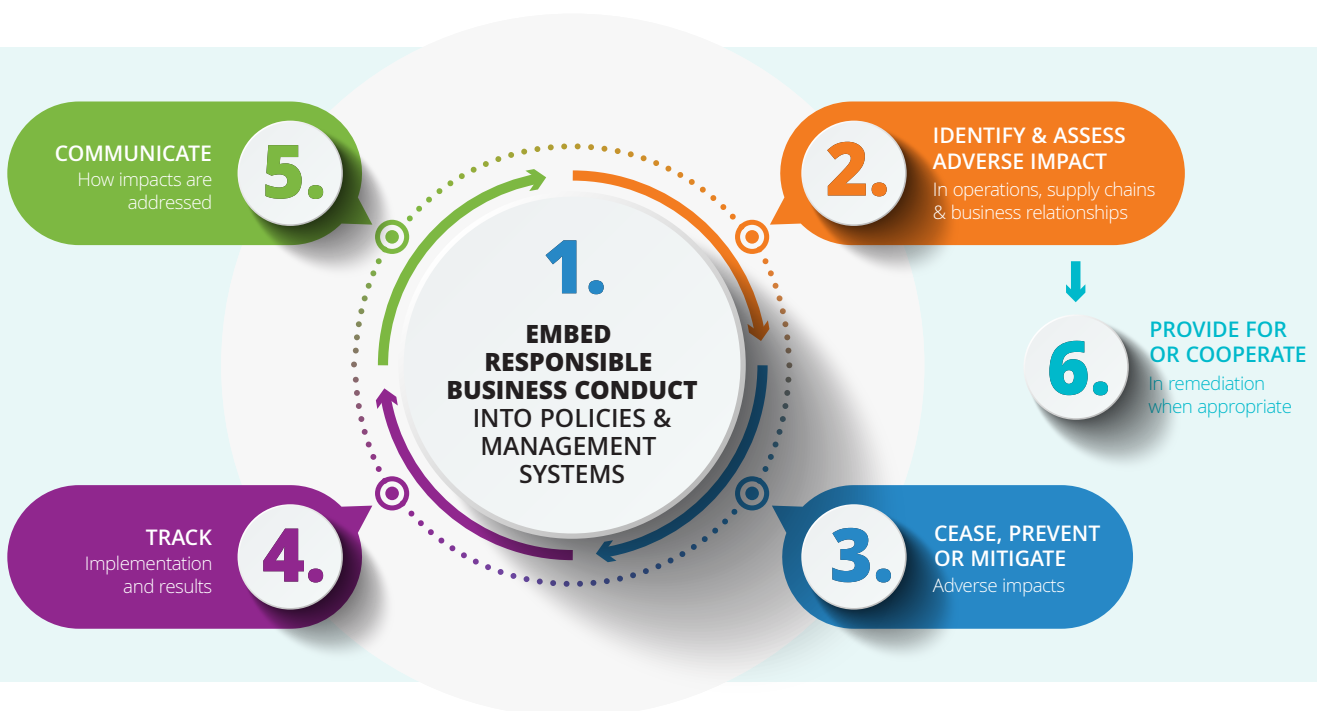 1.
EMBED
RESPONSIBLE
BUSINESS CONDUCT
INTO POLICIES &
MANAGEMENT
SYSTEMS
2.
IDENTIFY & ASSESS
ADVERSE IMPACT
In operations, supply chains
& business relationships
3.
CEASE, PREVENT
OR MITIGATE
Adverse impacts
4.
TRACK
Implementation
and results
5.
COMMUNICATE
How impacts are
addressed
6.
PROVIDE FOR
OR COOPERATE
In remediation
when appropriate